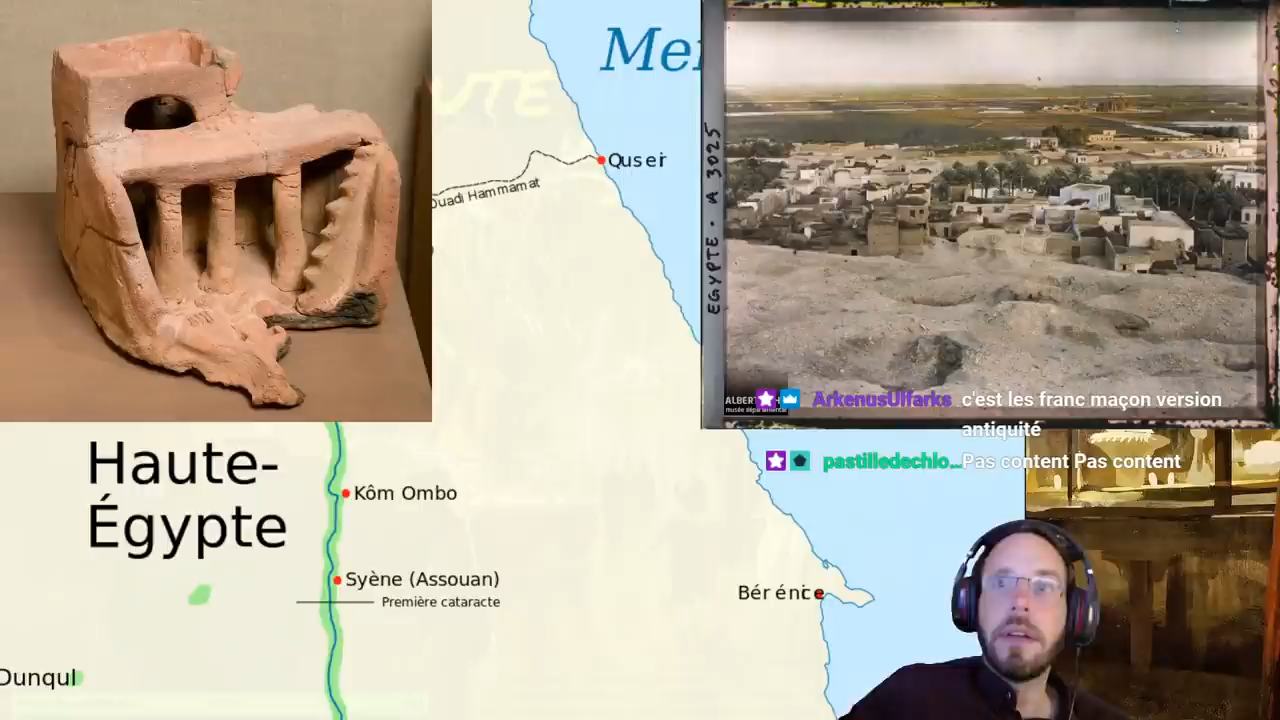 Mer
UTE
Quseir
Ouadi Hammamat
EGYPTE - A 3025
ArkenusUlfarks c'est les franc maçon version
antiquité
pastilledechlo... Pas content Pas content
Haute-
Égypte
Kôm Ombo
Syène (Assouan)
Première cataracte
Bérénice
Dunqul